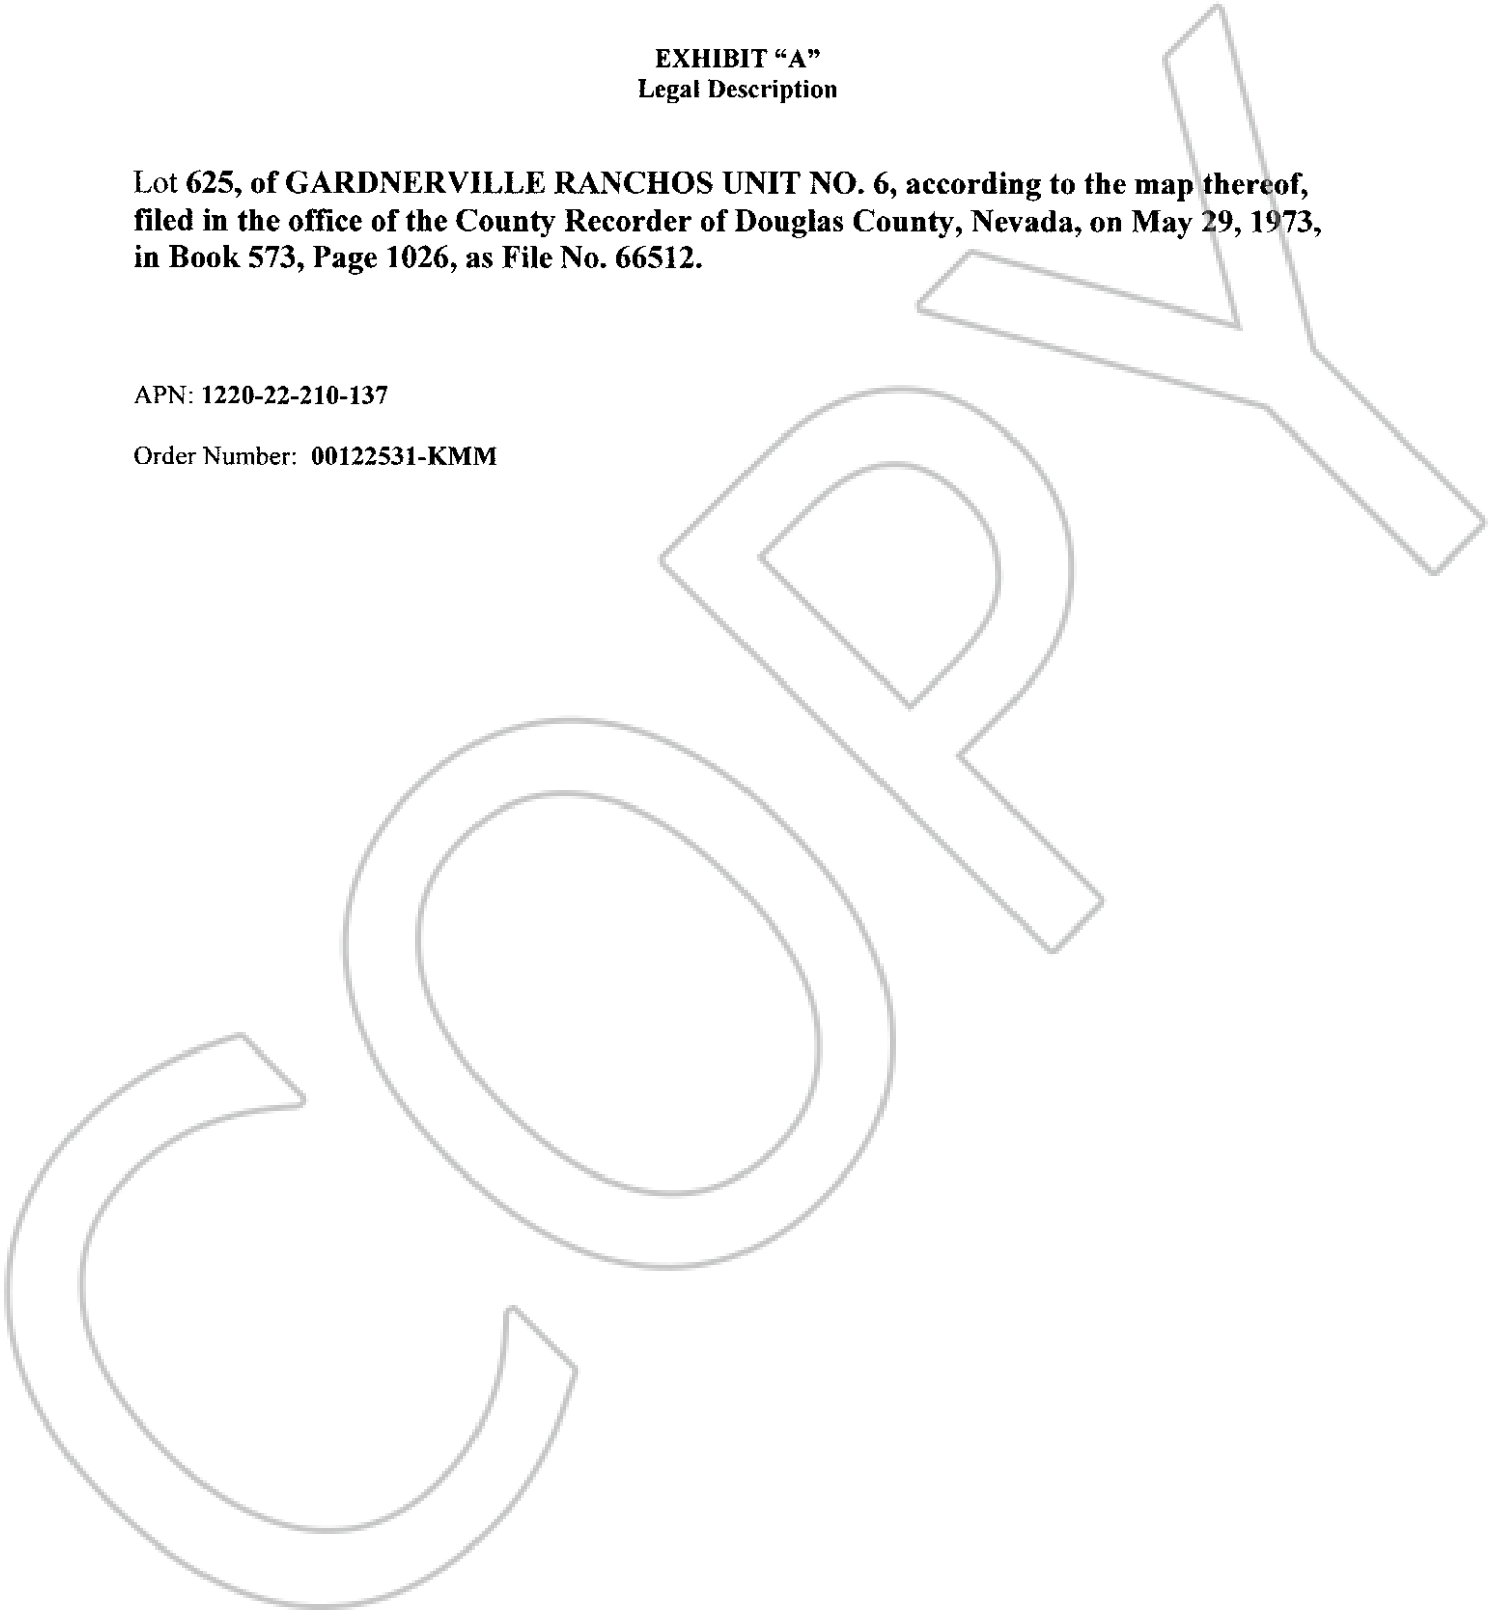 EXHIBIT “A”
Legal Description
Lot 625, of GARDNERVILLE RANCHOS UNIT NO. 6, according to the map thereof,
filed in the office of the County Recorder of Douglas County, Nevada, on May 29, 1973,
in Book 573, Page 1026, as File No. 66512.
APN: 1220-22-210-137
Order Number: 00122531-KMM
COPY